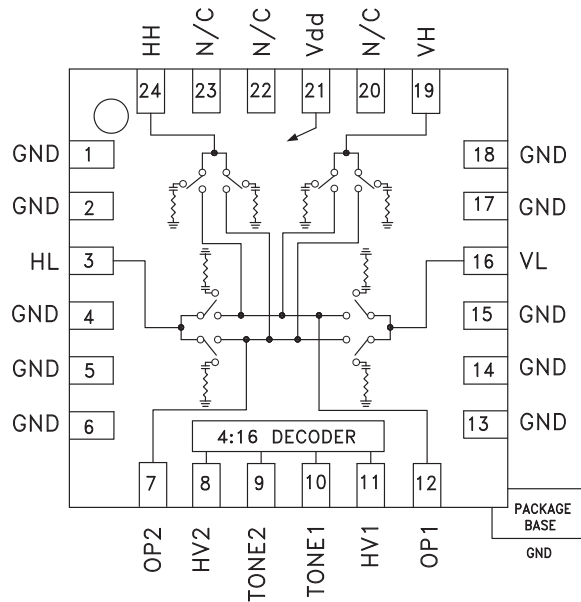 HH
N/C
N/C
Vdd
N/C
VH
24
23
22
21
20
19
GND 1
18 GND
GND 2
17 GND
HL 3
16 VL
GND 4
15 GND
GND 5
14 GND
GND 6
13 GND
4:16 DECODER
7
8
9
10
11
12
OP2
HV2
TONE2
TONE1
HV1
OP1
PACKAGE
BASE
GND